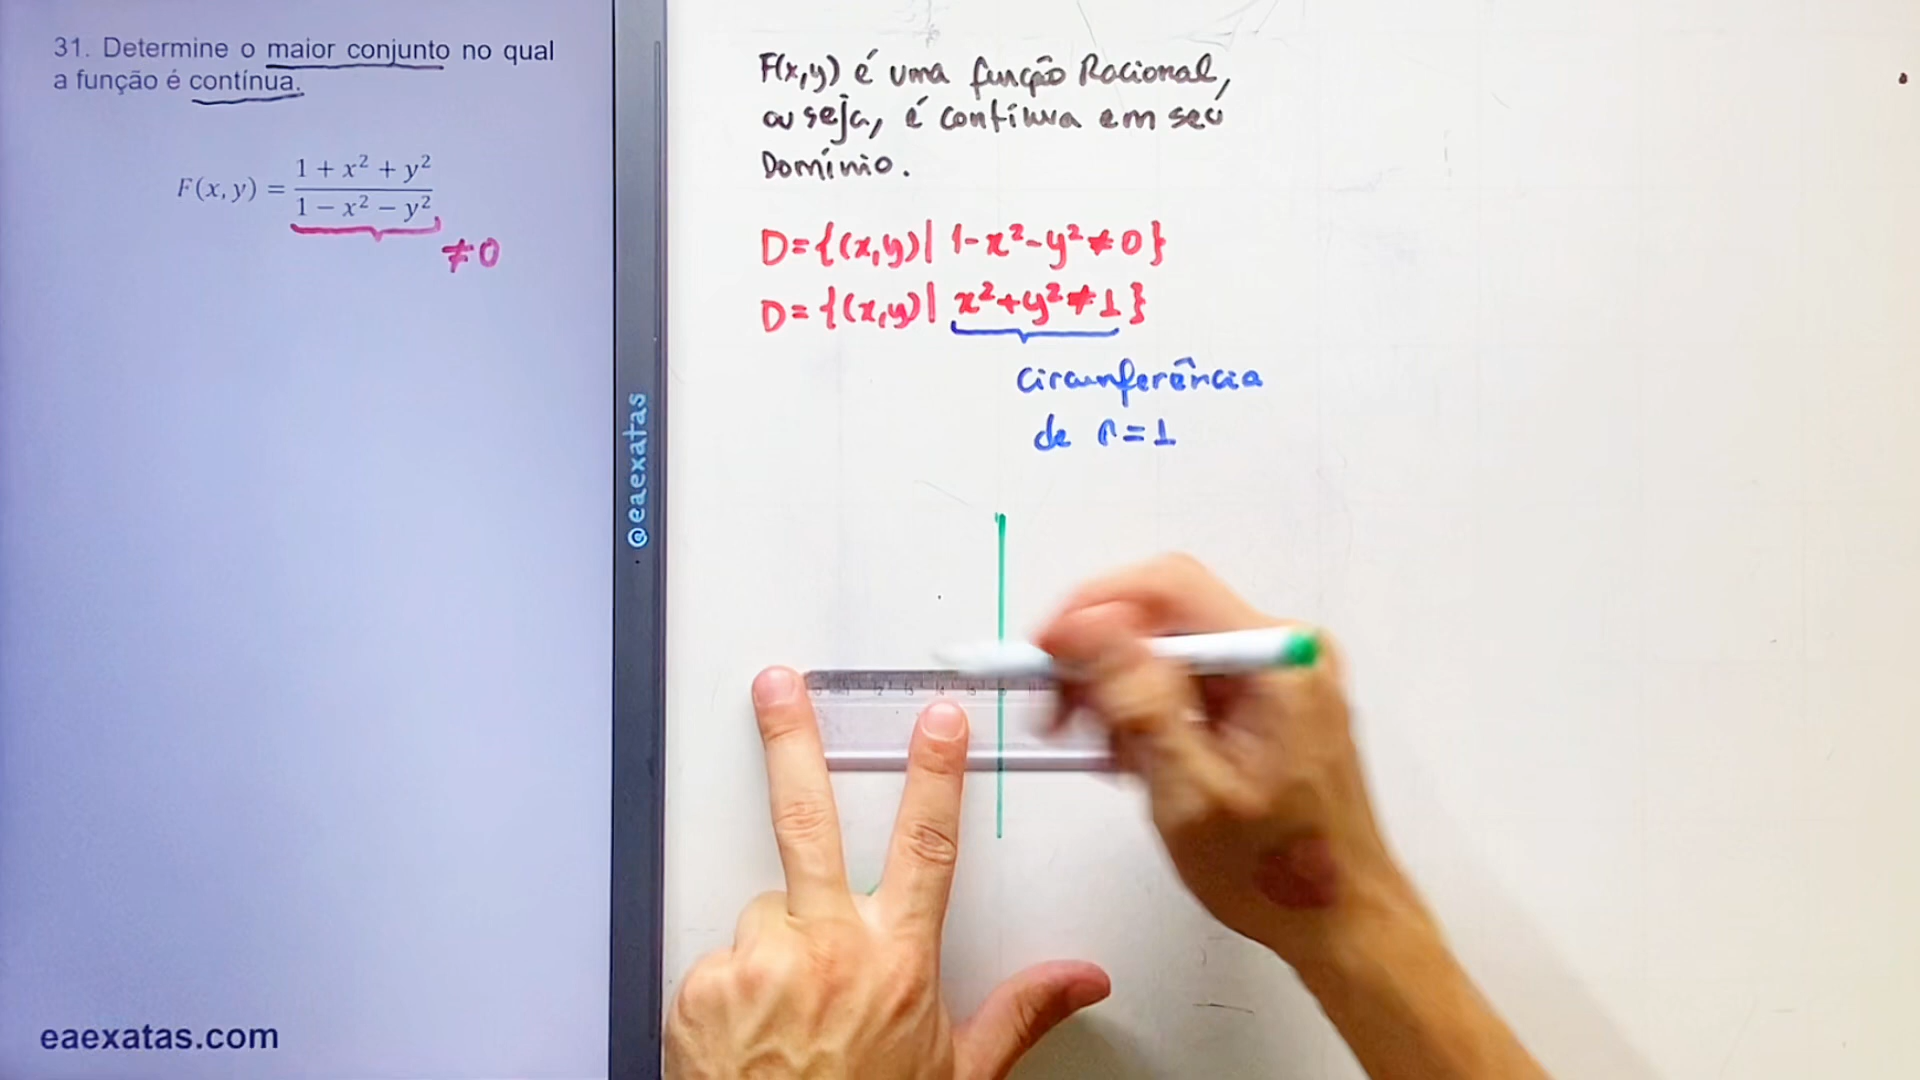 31. Determine o maior conjunto no qual
a função é contínua.
F(x, y) = \frac{1 + x² + y²}{1 − x² − y²}
≠0
eaexatas.com
@eaexatas
F(x,y) é uma função Racional,
ou seja, é contínua em seu
Domínio.
D={(x,y)| 1-x²-y²≠0}
D={(x,y)| x²+y²≠1}
circunferência
de r=1